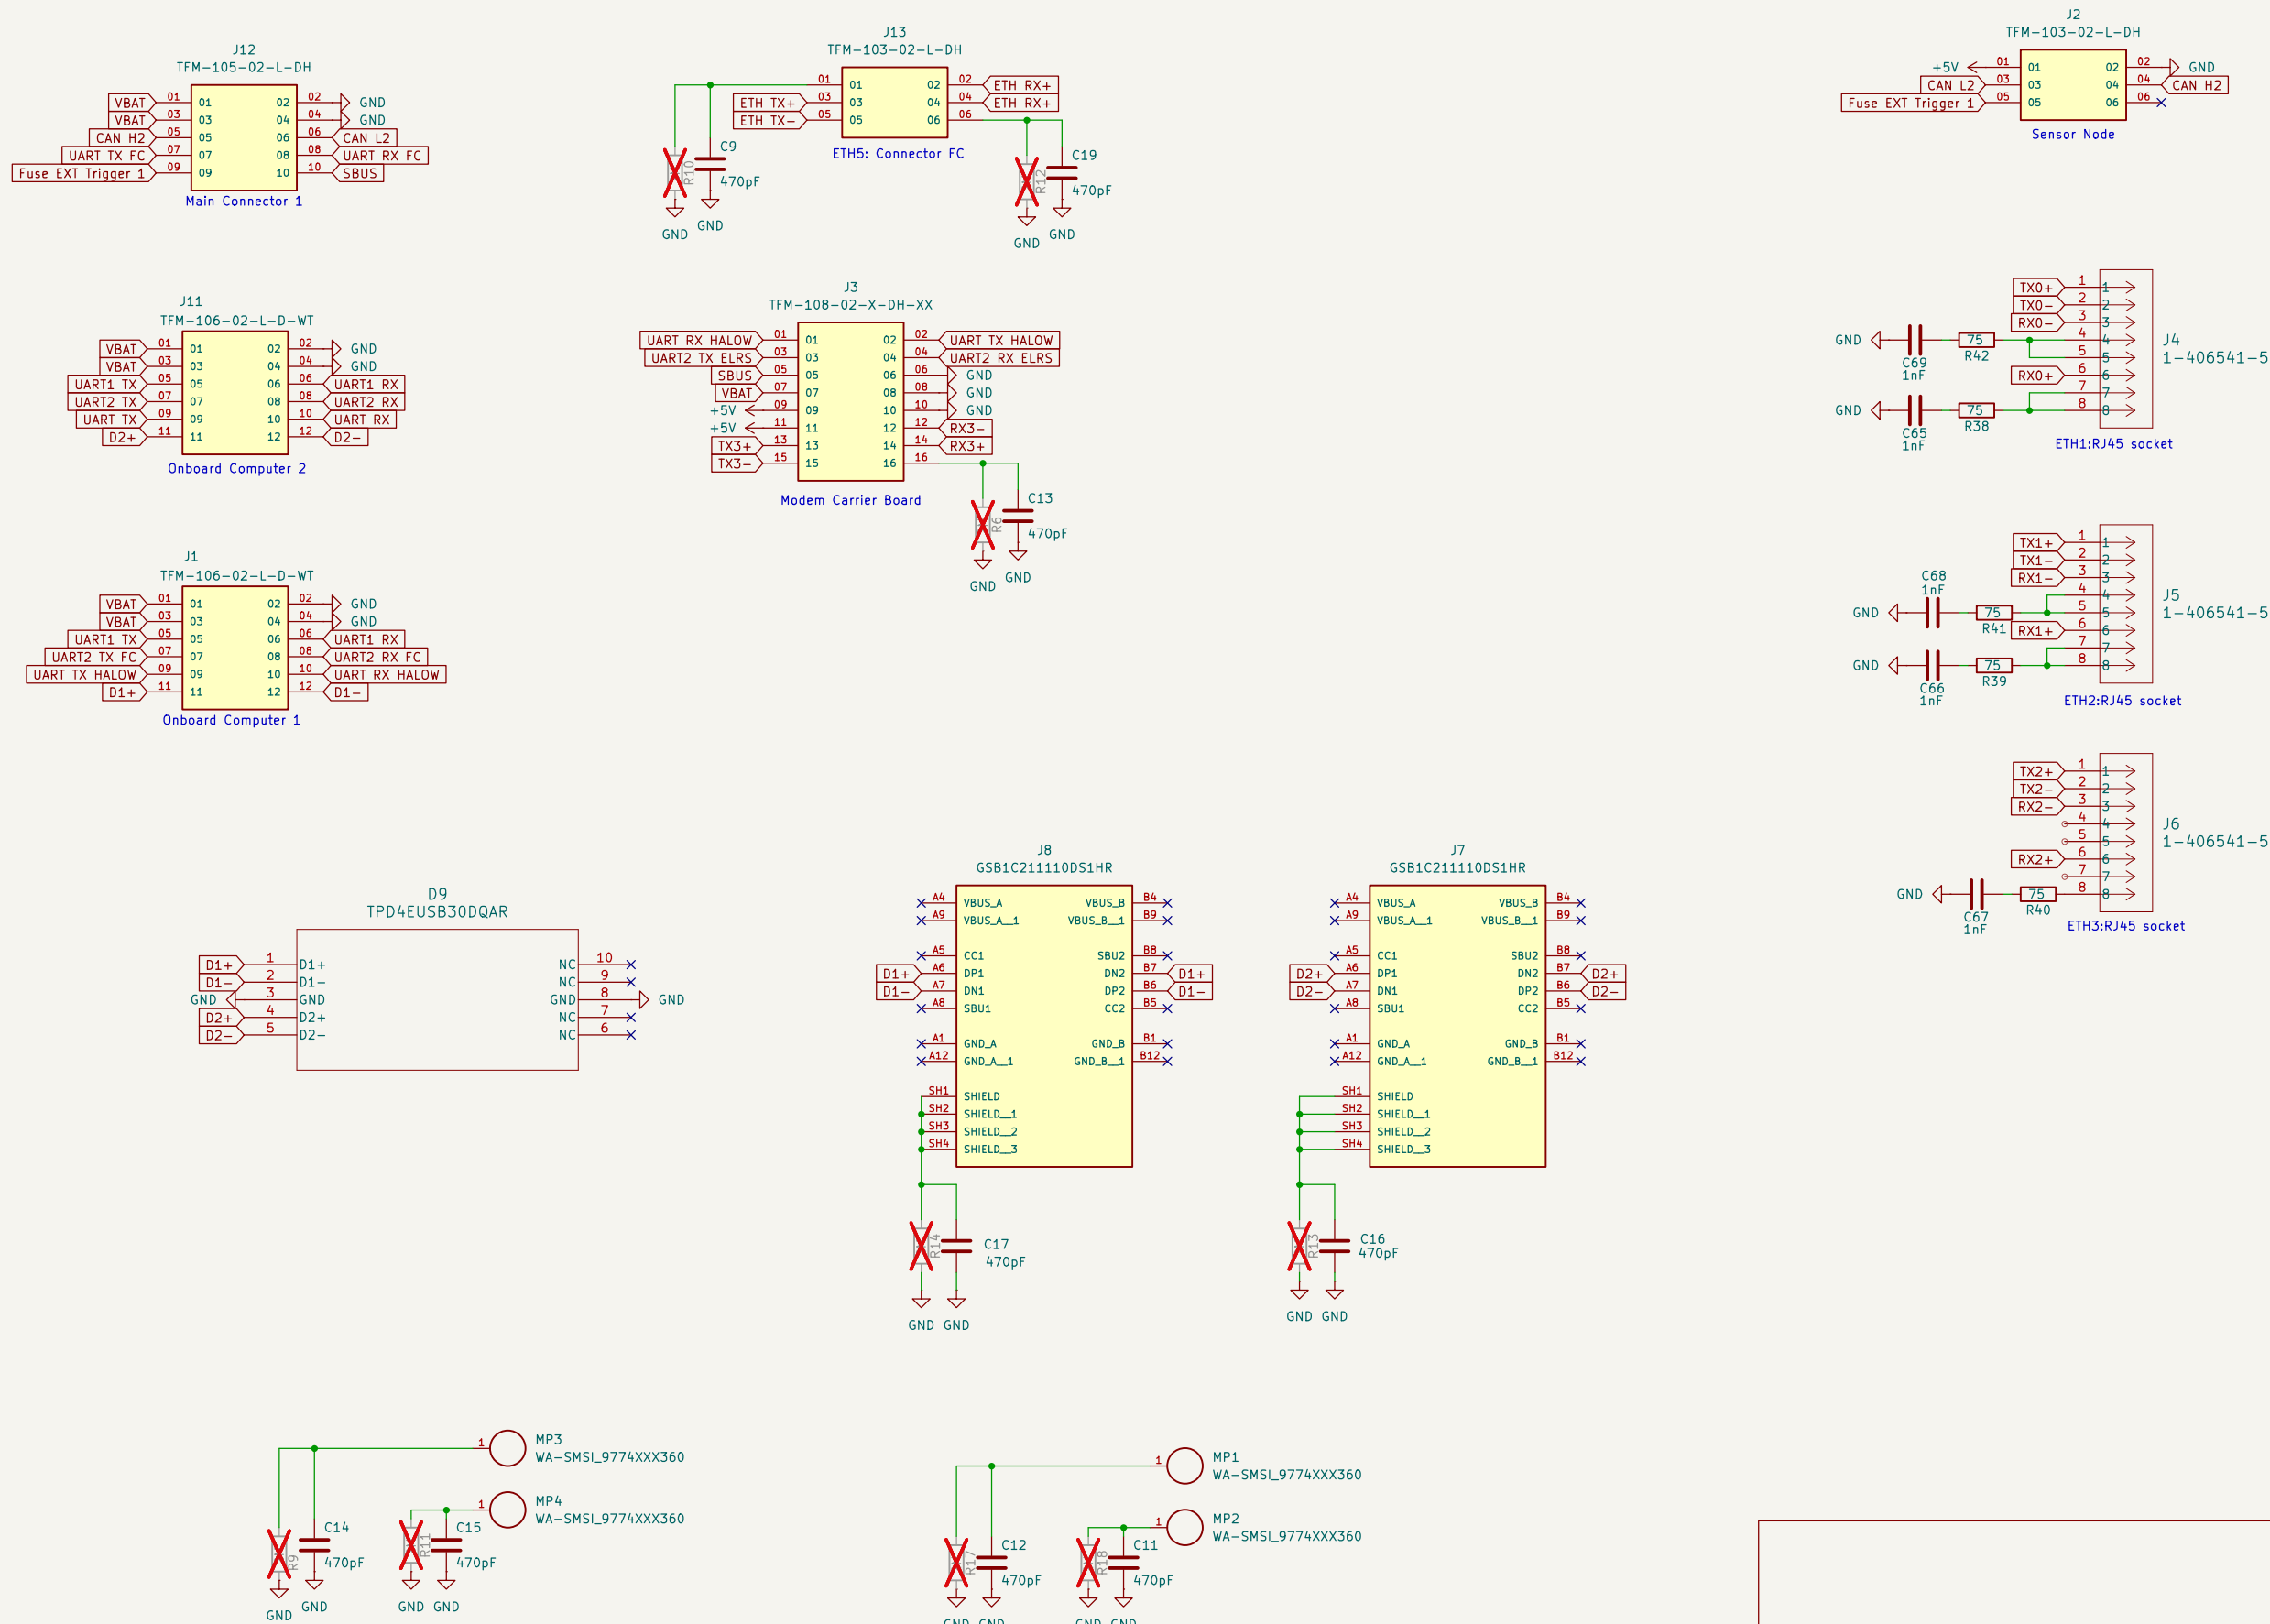 J12
TFM-105-02-L-DH
VBAT 01 01 02 02 GND
VBAT 03 03 04 04 GND
CAN H2 05 05 06 06 CAN L2
UART TX FC 07 07 08 08 UART RX FC
Fuse EXT Trigger 1 09 09 10 10 SBUS
Main Connector 1
J13
TFM-103-02-L-DH
01 01 02 02 ETH RX+
ETH TX+ 03 03 04 04 ETH RX+
ETH TX- 05 05 06 06
ETH5: Connector FC
R10
C9
470pF
GND
GND
R12
C19
470pF
GND
GND
J2
TFM-103-02-L-DH
+5V 01 01 02 02 GND
CAN L2 03 03 04 04 CAN H2
Fuse EXT Trigger 1 05 05 06 06
Sensor Node
J11
TFM-106-02-L-D-WT
VBAT 01 01 02 02 GND
VBAT 03 03 04 04 GND
UART1 TX 05 05 06 06 UART1 RX
UART2 TX 07 07 08 08 UART2 RX
UART TX 09 09 10 10 UART RX
D2+ 11 11 12 12 D2-
Onboard Computer 2
J3
TFM-108-02-X-DH-XX
UART RX HALOW 01 01 02 02 UART TX HALOW
UART2 TX ELRS 03 03 04 04 UART2 RX ELRS
SBUS 05 05 06 06 GND
VBAT 07 07 08 08 GND
+5V 09 09 10 10 GND
+5V 11 11 12 12 RX3-
TX3+ 13 13 14 14 RX3+
TX3- 15 15 16 16
Modem Carrier Board
R6
C13
470pF
GND
GND
TX0+ 1 1
TX0- 2 2
RX0- 3 3
GND C69 1nF 75 R42 4 4
5 5
RX0+ 6 6
7 7
GND C65 1nF 75 R38 8 8
J4
1-406541-5
ETH1:RJ45 socket
J1
TFM-106-02-L-D-WT
VBAT 01 01 02 02 GND
VBAT 03 03 04 04 GND
UART1 TX 05 05 06 06 UART1 RX
UART2 TX FC 07 07 08 08 UART2 RX FC
UART TX HALOW 09 09 10 10 UART RX HALOW
D1+ 11 11 12 12 D1-
Onboard Computer 1
TX1+ 1 1
TX1- 2 2
RX1- 3 3
4 4
C68 1nF GND 75 R41 5 5
RX1+ 6 6
7 7
GND C66 1nF 75 R39 8 8
J5
1-406541-5
ETH2:RJ45 socket
TX2+ 1 1
TX2- 2 2
RX2- 3 3
4 4
5 5
RX2+ 6 6
7 7
GND C67 1nF 75 R40 8 8
J6
1-406541-5
ETH3:RJ45 socket
D9
TPD4EUSB30DQAR
D1+ 1 D1+ NC 10
D1- 2 D1- NC 9
GND 3 GND GND 8 GND
D2+ 4 D2+ NC 7
D2- 5 D2- NC 6
J8
GSB1C211110DS1HR
A4 VBUS_A VBUS_B B4
A9 VBUS_A__1 VBUS_B__1 B9
A5 CC1 SBU2 B8
D1+ A6 DP1 DN2 B7 D1+
D1- A7 DN1 DP2 B6 D1-
A8 SBU1 CC2 B5
A1 GND_A GND_B B1
A12 GND_A__1 GND_B__1 B12
SH1 SHIELD
SH2 SHIELD__1
SH3 SHIELD__2
SH4 SHIELD__3
R14
C17
470pF
GND GND
J7
GSB1C211110DS1HR
A4 VBUS_A VBUS_B B4
A9 VBUS_A__1 VBUS_B__1 B9
A5 CC1 SBU2 B8
D2+ A6 DP1 DN2 B7 D2+
D2- A7 DN1 DP2 B6 D2-
A8 SBU1 CC2 B5
A1 GND_A GND_B B1
A12 GND_A__1 GND_B__1 B12
SH1 SHIELD
SH2 SHIELD__1
SH3 SHIELD__2
SH4 SHIELD__3
R13
C16
470pF
GND GND
1 MP3
WA-SMSI_9774XXX360
1 MP4
WA-SMSI_9774XXX360
R9
C14
470pF
GND
GND
R11
C15
470pF
GND GND
1 MP1
WA-SMSI_9774XXX360
1 MP2
WA-SMSI_9774XXX360
R17
C12
470pF
GND GND
R18
C11
470pF
GND GND